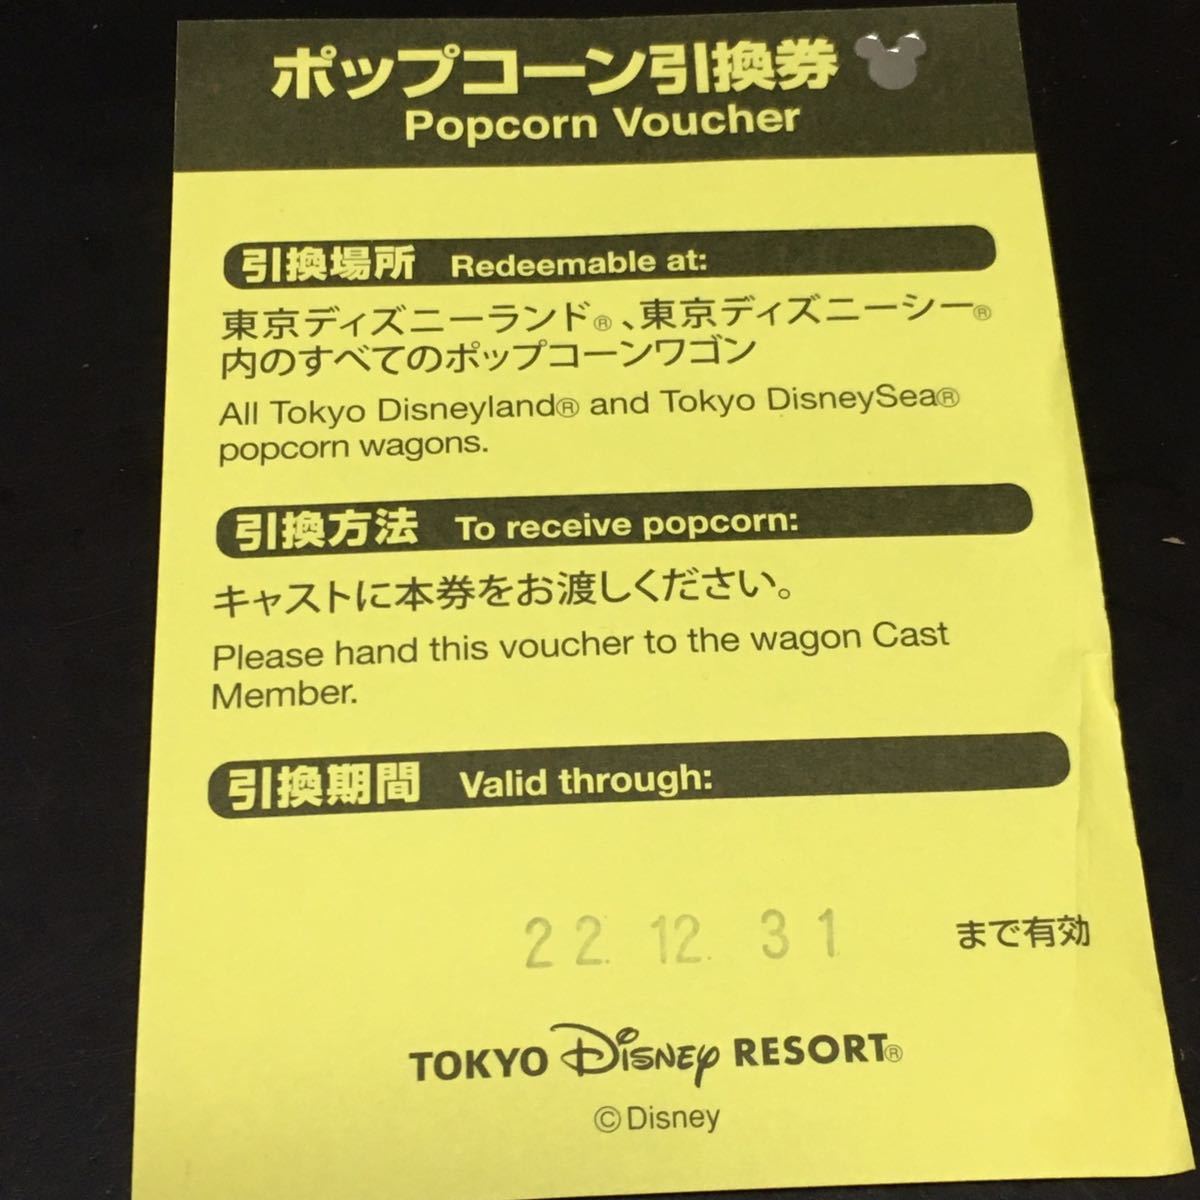 ポップコーン引換券
Popcorn Voucher
引換場所 Redeemable at:
東京ディズニーランド®、東京ディズニーシー®
内のすべてのポップコーンワゴン
All Tokyo Disneyland® and Tokyo DisneySea®
popcorn wagons.
引換方法 To receive popcorn:
キャストに本券をお渡しください。
Please hand this voucher to the wagon Cast
Member.
引換期間 Valid through:
22. 12. 31 まで有効
TOKYO Disney RESORT®
©Disney